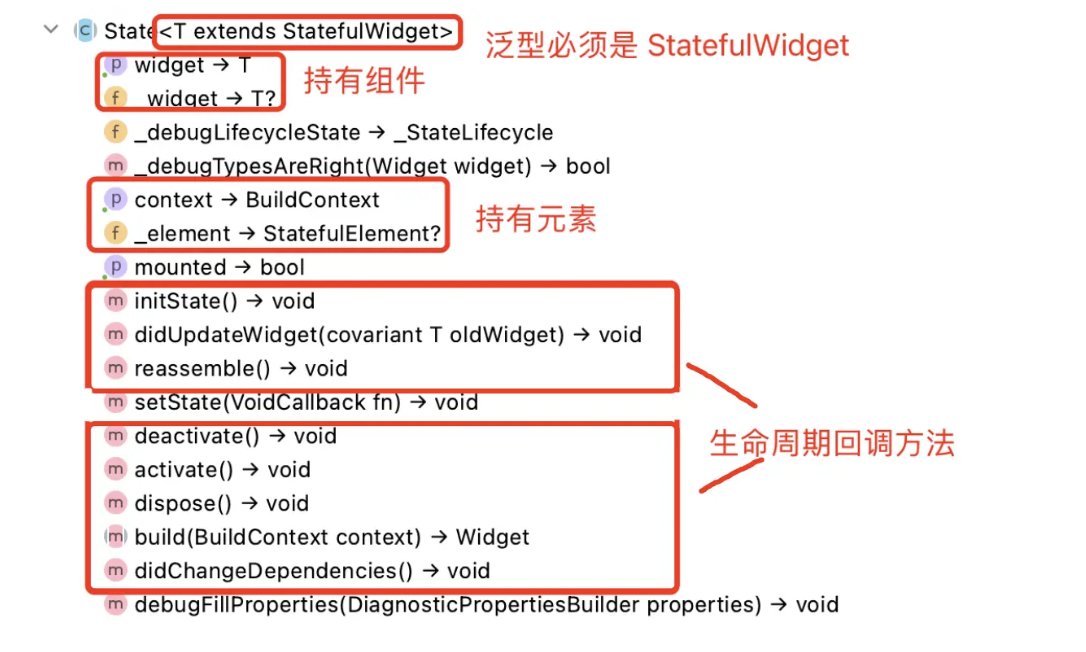 State<T extends StatefulWidget>
泛型必须是 StatefulWidget
p widget → T
f _widget → T?
持有组件
f _debugLifecycleState → _StateLifecycle
m _debugTypesAreRight(Widget widget) → bool
p context → BuildContext
f _element → StatefulElement?
持有元素
p mounted → bool
m initState() → void
m didUpdateWidget(covariant T oldWidget) → void
m reassemble() → void
m setState(VoidCallback fn) → void
m deactivate() → void
生命周期回调方法
m activate() → void
m dispose() → void
m build(BuildContext context) → Widget
m didChangeDependencies() → void
m debugFillProperties(DiagnosticPropertiesBuilder properties) → void